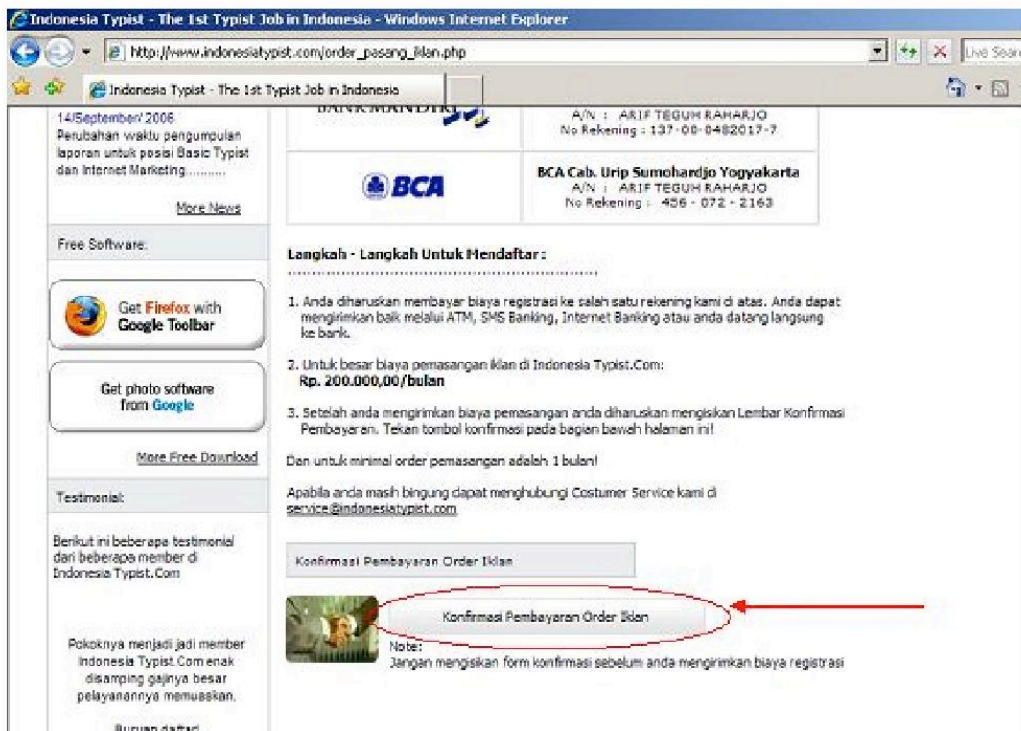 Indonesia Typist - The 1st Typist Job in Indonesia - Windows Internet Explorer
http://www.indonesiatypist.com/order_pasang_iklan.php
Live Sear
Indonesia Typist - The 1st Typist Job in Indonesia
14/September/ 2006
Perubahan waktu pengumpulan
laporan untuk posisi Basic Typist
dan Internet Marketing..........
More News
Free Software:
Get Firefox with
Google Toolbar
Get photo software
from Google
More Free Download
Testimonial:
Berikut ini beberapa testimonial
dari beberapa member di
Indonesia Typist.Com
Pokoknya menjadi jadi member
Indonesia Typist.Com enak
disamping gajinya besar
pelayanannya memuaskan.
Buruan daftar!
BANK MANDIRI
A/N : ARIF TEGUH RAHARJO
No Rekening : 137-00-0482017-7
BCA
BCA Cab. Urip Sumohardjo Yogyakarta
A/N : ARIF TEGUH RAHARJO
No Rekening : 456 - 072 - 2163
Langkah - Langkah Untuk Mendaftar :
1. Anda diharuskan membayar biaya registrasi ke salah satu rekening kami di atas. Anda dapat
mengirimkan baik melalui ATM, SMS Banking, Internet Banking atau anda datang langsung
ke bank.
2. Untuk besar biaya pemasangan iklan di Indonesia Typist.Com:
Rp. 200.000,00/bulan
3. Setelah anda mengirimkan biaya pemasangan anda diharuskan mengisikan Lembar Konfirmasi
Pembayaran. Tekan tombol konfirmasi pada bagian bawah halaman ini!
Dan untuk minimal order pemasangan adalah 1 bulan!
Apabila anda masih bingung dapat menghubungi Costumer Service kami di
service@indonesiatypist.com
Konfirmasi Pembayaran Order Iklan
Konfirmasi Pembayaran Order Iklan
Note:
Jangan mengisikan form konfirmasi sebelum anda mengirimkan biaya registrasi